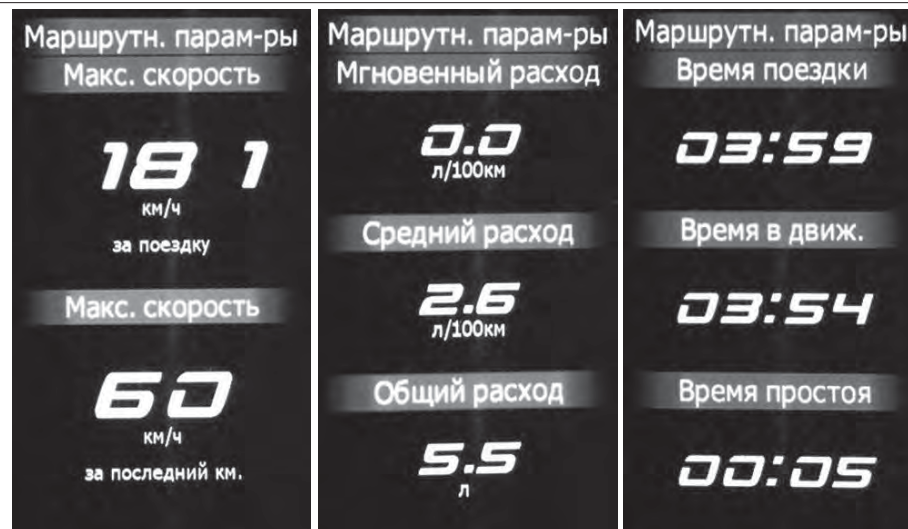 Маршрутн. парам-ры
Макс. скорость
18 1
км/ч
за поездку
Макс. скорость
60
км/ч
за последний км.
Маршрутн. парам-ры
Мгновенный расход
0.0
л/100км
Средний расход
2.6
л/100км
Общий расход
5.5
л
Маршрутн. парам-ры
Время поездки
03:59
Время в движ.
03:54
Время простоя
00:05